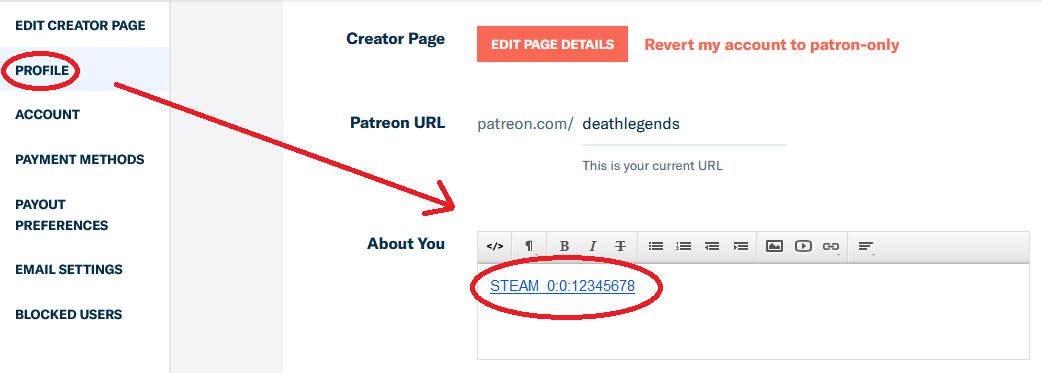 EDIT CREATOR PAGE
PROFILE
ACCOUNT
PAYMENT METHODS
PAYOUT
PREFERENCES
EMAIL SETTINGS
BLOCKED USERS
Creator Page
EDIT PAGE DETAILS
Revert my account to patron-only
Patreon URL
patreon.com/ deathlegends
This is your current URL
About You
</> ¶ B I T
STEAM_0:0:12345678